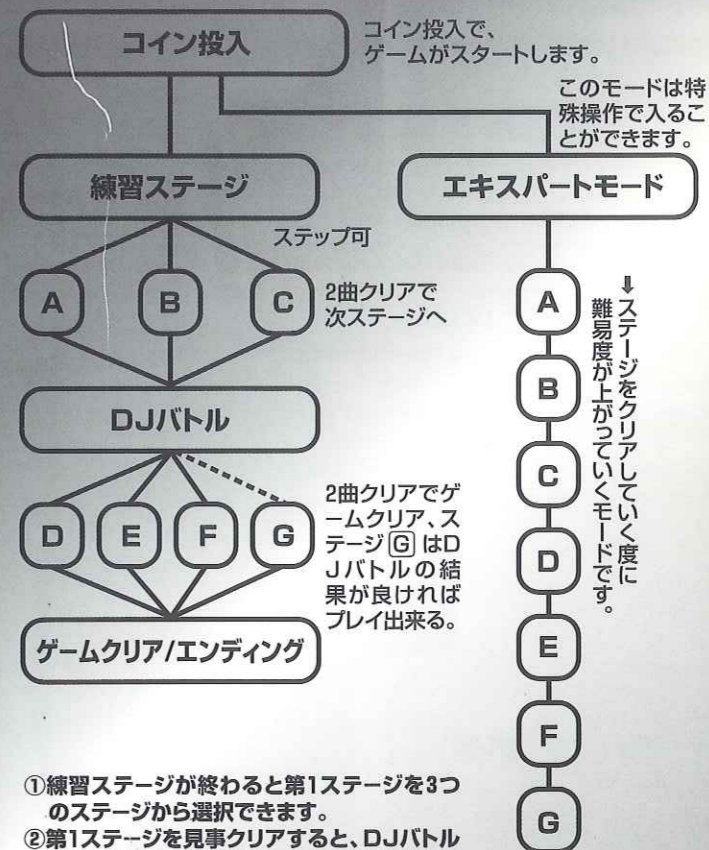 コイン投入
コイン投入で、
ゲームがスタートします。
このモードは特
殊操作で入るこ
とができます。
練習ステージ
エキスパートモード
ステップ可
A
B
C
2曲クリアで
次ステージへ
DJバトル
D
E
F
G
2曲クリアでゲ
ームクリア、ス
テージGはD
Jバトルの結
果が良ければ
プレイ出来る。
ゲームクリア/エンディング
A
B
C
D
E
F
G
⬇ステージをクリアしていく度に
難易度が上がっていくモードです。
①練習ステージが終わると第1ステージを3つ
のステージから選択できます。
②第1ステージを見事クリアすると、DJバトル